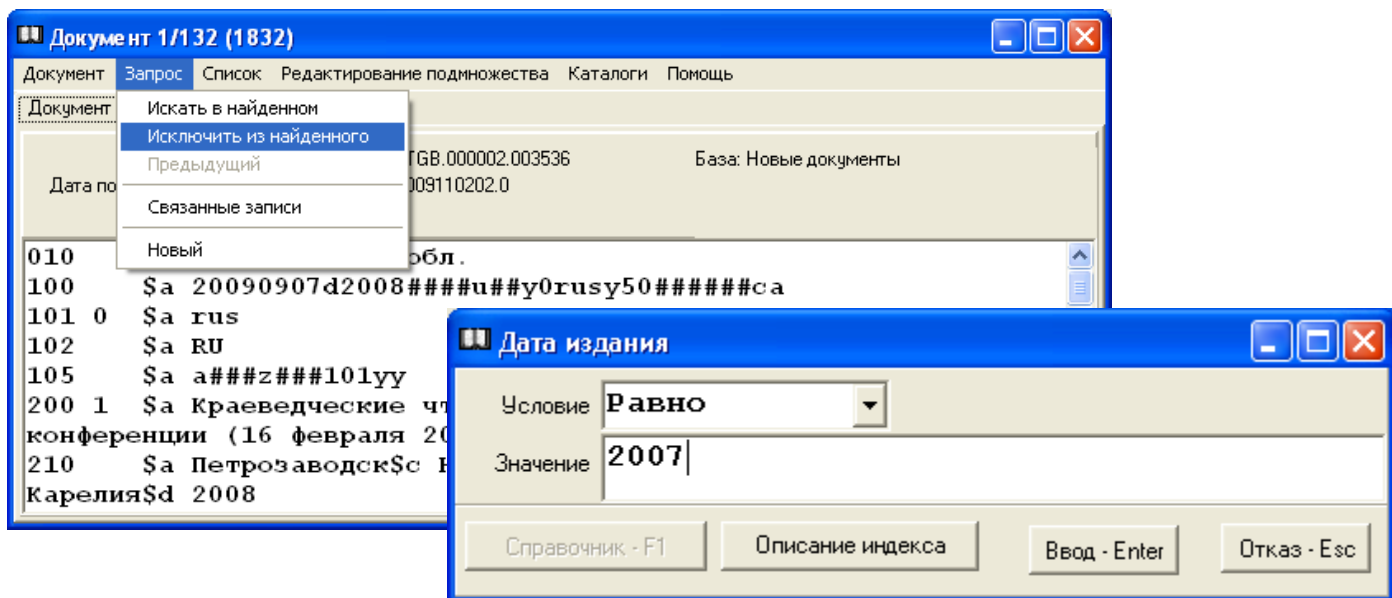 Документ 1/132 (1832)
Документ Запрос Список Редактирование подмножества Каталоги Помощь
Документ
Искать в найденном
Исключить из найденного
Предыдущий
Связанные записи
Новый
TGB.000002.003536 База: Новые документы
Дата по 009110202.0
010 обл.
100 $a 20090907d2008####u##y0rusy50######ca
101 0 $a rus
102 $a RU
105 $a a###z###101yy
200 1 $a Краеведческие чт
конференции (16 февраля 20
210 $a Петрозаводск$c
Карелия$d 2008
Дата издания
Условие Равно
Значение 2007
Справочник - F1 Описание индекса Ввод - Enter Отказ - Esc